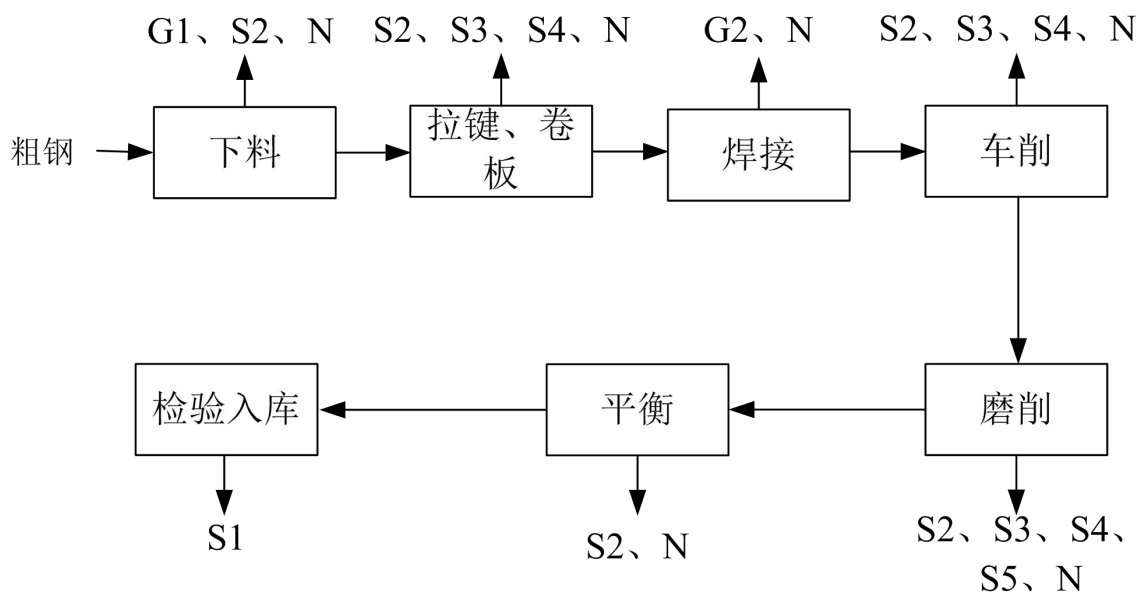 G1、S2、N
S2、S3、S4、N
G2、N
S2、S3、S4、N
粗钢
下料
拉键、卷
板
焊接
车削
检验入库
平衡
磨削
S1
S2、N
S2、S3、S4、
S5、N